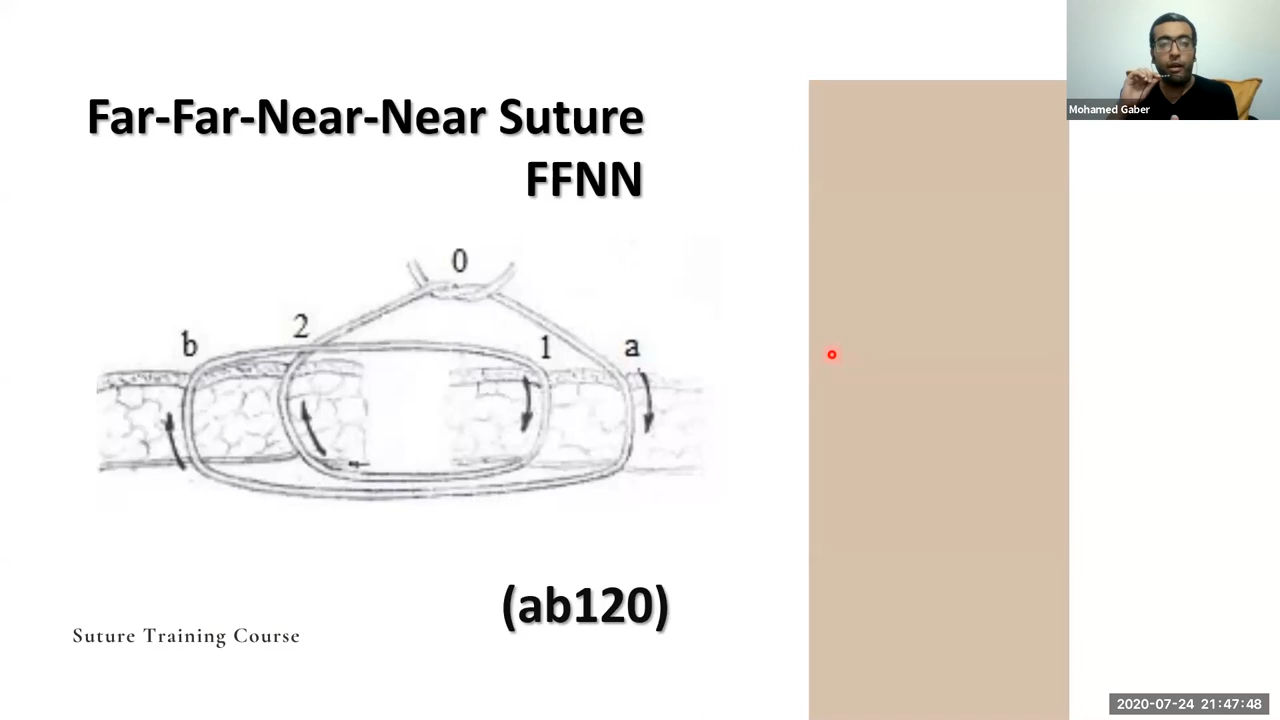 Mohamed Gaber
Far-Far-Near-Near Suture
FFNN
0
2
b
1
a
(ab120)
Suture Training Course
2020-07-24 21:47:48